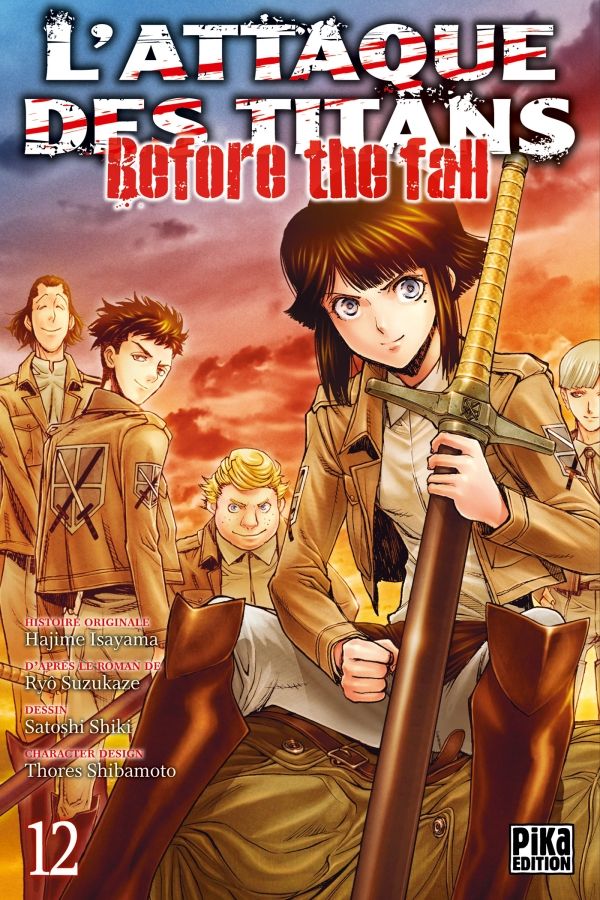 L'ATTAQUE
DES TITANS
Before the fall
HISTOIRE ORIGINALE
Hajime Isayama
D'APRÈS LE ROMAN DE
Ryô Suzukaze
DESSIN
Satoshi Shiki
CHARACTER DESIGN
Thores Shibamoto
12
PiKA
EDITION